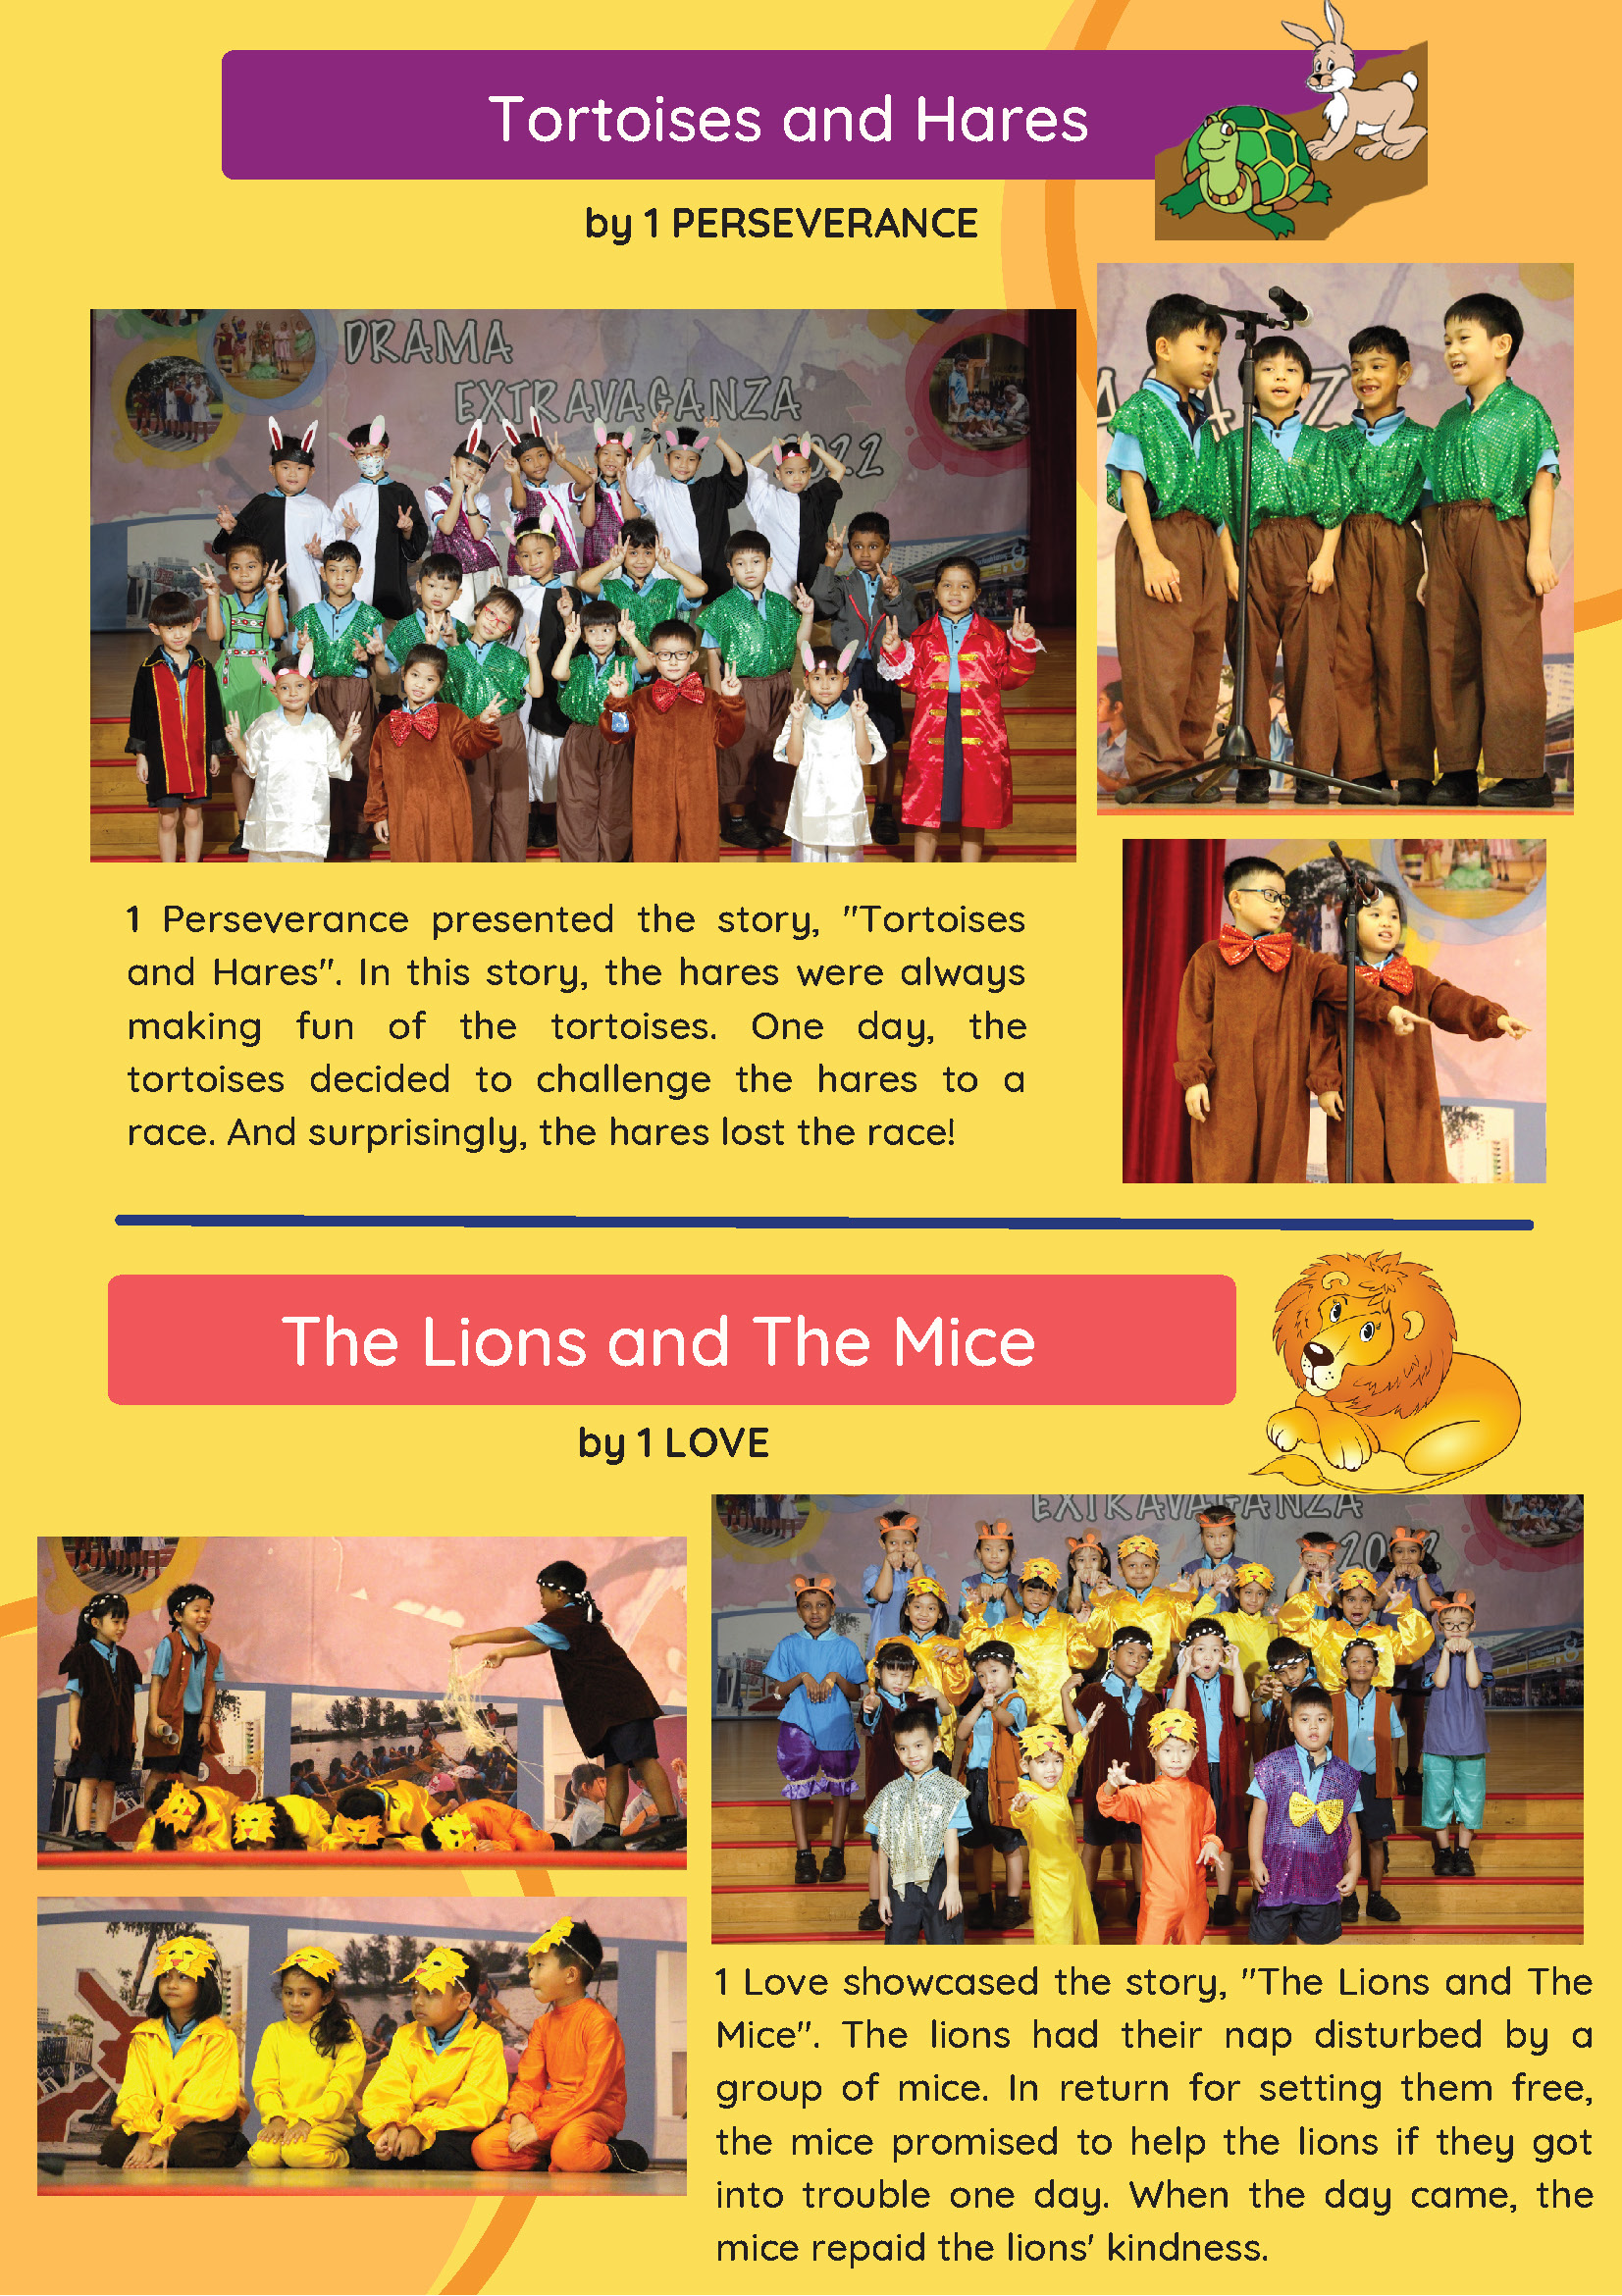 Tortoises and Hares
by 1 PERSEVERANCE
DRAMA
EXTRAVAGANZA
2022
1 Perseverance presented the story, "Tortoises
and Hares". In this story, the hares were always
making fun of the tortoises. One day, the
tortoises decided to challenge the hares to a
race. And surprisingly, the hares lost the race!
The Lions and The Mice
by 1 LOVE
EXTRAVAGANZA
2022
1 Love showcased the story, "The Lions and The
Mice". The lions had their nap disturbed by a
group of mice. In return for setting them free,
the mice promised to help the lions if they got
into trouble one day. When the day came, the
mice repaid the lions' kindness.